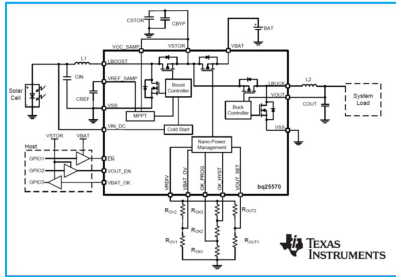 CSTOR
CBYP
BAT
VOC_SAMP
VSTOR
VBAT
L1
LBOOST
CIN
VREF_SAMP
CREF
Solar
Cell
Boost
Controller
LBUCK
L2
VOUT
COUT
System
Load
Buck
Controller
VSS
MPPT
VSS
VIN_DC
Cold Start
VSTOR
VBAT
Host
Nano-Power
Management
GPIO1
EN
GPIO2
VOUT_EN
GPIO3
VBAT_OK
VRDIV
VBAT_OV
OK_PROG
OK_HYST
VOUT_SET
bq25570
ROV2
ROK3
ROUT2
ROV1
ROK2
ROUT1
ROK1
TEXAS
INSTRUMENTS